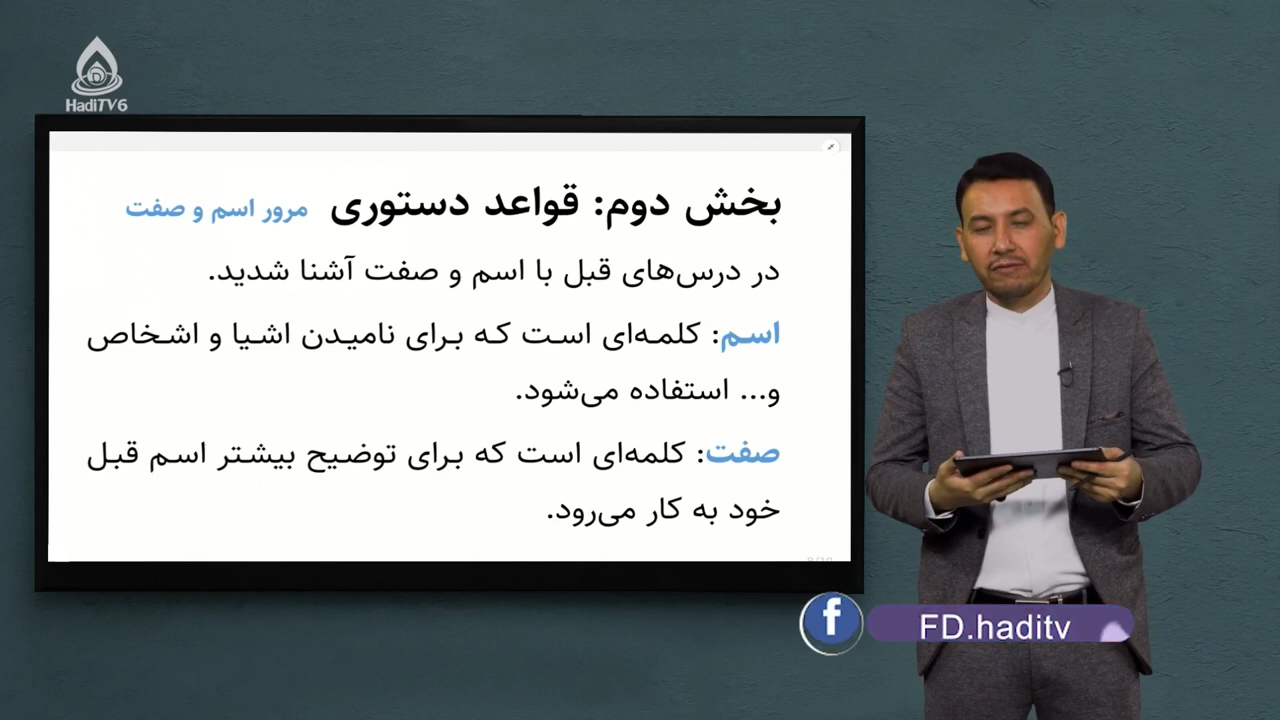 HadiTV6
بخش دوم: قواعد دستوری مرور اسم و صفت
در درس‌های قبل با اسم و صفت آشنا شدید.
اسم: کلمه‌ای است که برای نامیدن اشیا و اشخاص
و... استفاده می‌شود.
صفت: کلمه‌ای است که برای توضیح بیشتر اسم قبل
خود به کار می‌رود.
f FD.haditv